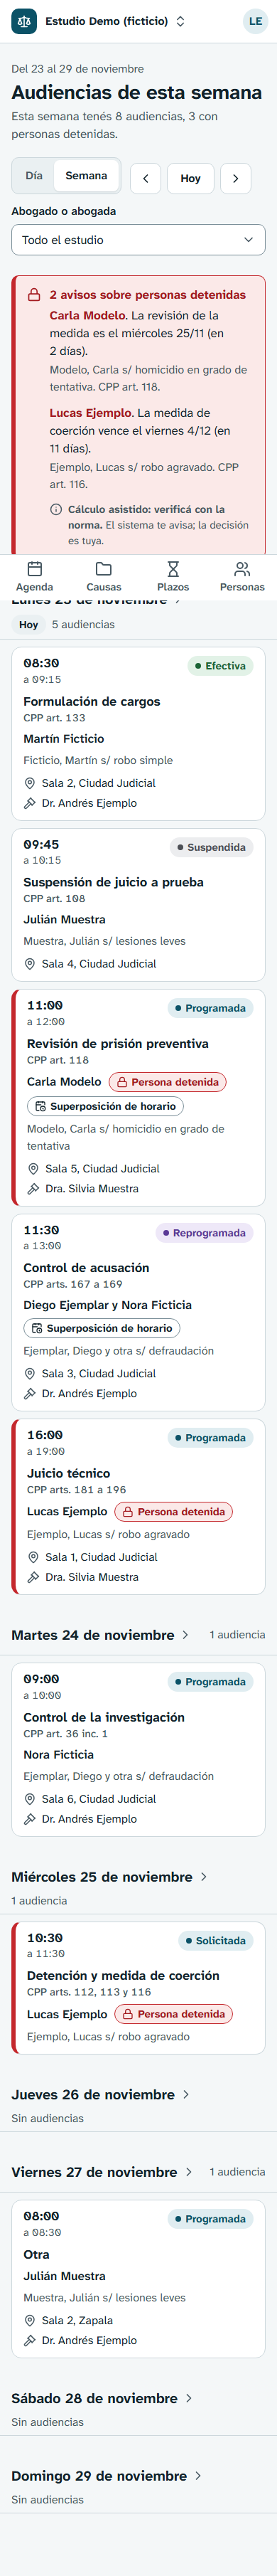 Estudio Demo (ficticio)
LE
Del 23 al 29 de noviembre
Audiencias de esta semana
Esta semana tenés 8 audiencias, 3 con
personas detenidas.
Día
Semana
Hoy
Abogado o abogada
Todo el estudio
2 avisos sobre personas detenidas
Carla Modelo. La revisión de la
medida es el miércoles 25/11 (en
2 días).
Modelo, Carla s/ homicidio en grado de
tentativa. CPP art. 118.
Lucas Ejemplo. La medida de
coerción vence el viernes 4/12 (en
11 días).
Ejemplo, Lucas s/ robo agravado. CPP
art. 116.
Cálculo asistido: verificá con la
norma. El sistema te avisa; la decisión
es tuya.
Agenda
Causas
Plazos
Personas
Lunes 23 de noviembre
Hoy
5 audiencias
08:30
Efectiva
a 09:15
Formulación de cargos
CPP art. 133
Martín Ficticio
Ficticio, Martín s/ robo simple
Sala 2, Ciudad Judicial
Dr. Andrés Ejemplo
09:45
Suspendida
a 10:15
Suspensión de juicio a prueba
CPP art. 108
Julián Muestra
Muestra, Julián s/ lesiones leves
Sala 4, Ciudad Judicial
11:00
Programada
a 12:00
Revisión de prisión preventiva
CPP art. 118
Carla Modelo
Persona detenida
Superposición de horario
Modelo, Carla s/ homicidio en grado de
tentativa
Sala 5, Ciudad Judicial
Dra. Silvia Muestra
11:30
Reprogramada
a 13:00
Control de acusación
CPP arts. 167 a 169
Diego Ejemplar y Nora Ficticia
Superposición de horario
Ejemplar, Diego y otra s/ defraudación
Sala 3, Ciudad Judicial
Dr. Andrés Ejemplo
16:00
Programada
a 19:00
Juicio técnico
CPP arts. 181 a 196
Lucas Ejemplo
Persona detenida
Ejemplo, Lucas s/ robo agravado
Sala 1, Ciudad Judicial
Dra. Silvia Muestra
Martes 24 de noviembre
1 audiencia
09:00
Programada
a 10:00
Control de la investigación
CPP art. 36 inc. 1
Nora Ficticia
Ejemplar, Diego y otra s/ defraudación
Sala 6, Ciudad Judicial
Dr. Andrés Ejemplo
Miércoles 25 de noviembre
1 audiencia
10:30
Solicitada
a 11:30
Detención y medida de coerción
CPP arts. 112, 113 y 116
Lucas Ejemplo
Persona detenida
Ejemplo, Lucas s/ robo agravado
Jueves 26 de noviembre
Sin audiencias
Viernes 27 de noviembre
1 audiencia
08:00
Programada
a 08:30
Otra
Julián Muestra
Muestra, Julián s/ lesiones leves
Sala 2, Zapala
Dr. Andrés Ejemplo
Sábado 28 de noviembre
Sin audiencias
Domingo 29 de noviembre
Sin audiencias